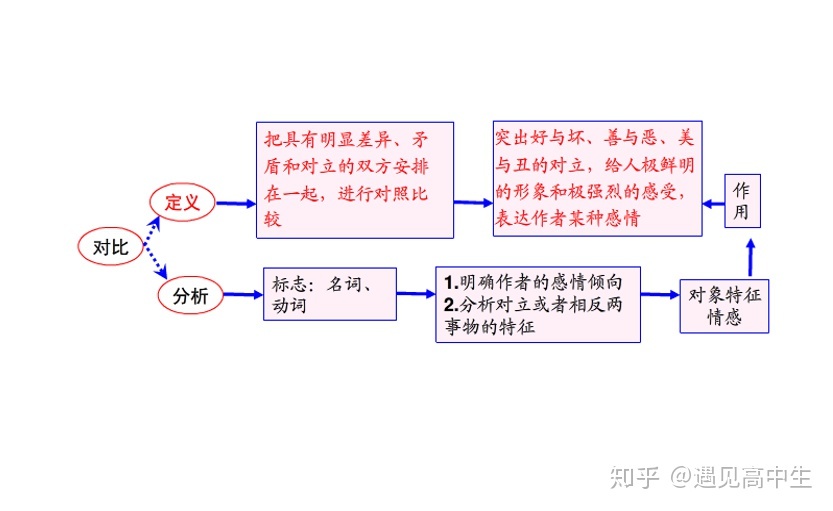 对比
定义
把具有明显差异、矛
盾和对立的双方安排
在一起，进行对照比
较
突出好与坏、善与恶、美
与丑的对立，给人极鲜明
的形象和极强烈的感受，
表达作者某种感情
作
用
分析
标志：名词、
动词
1.明确作者的感情倾向
2.分析对立或者相反两
事物的特征
对象特征
情感
知乎 @遇见高中生